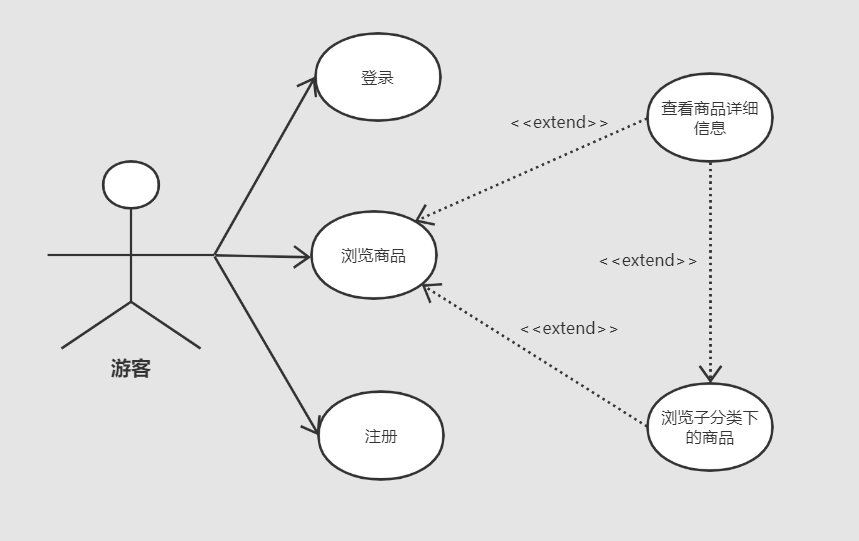 登录
查看商品详细
信息
<<extend>>
浏览商品
<<extend>>
<<extend>>
游客
注册
浏览子分类下
的商品